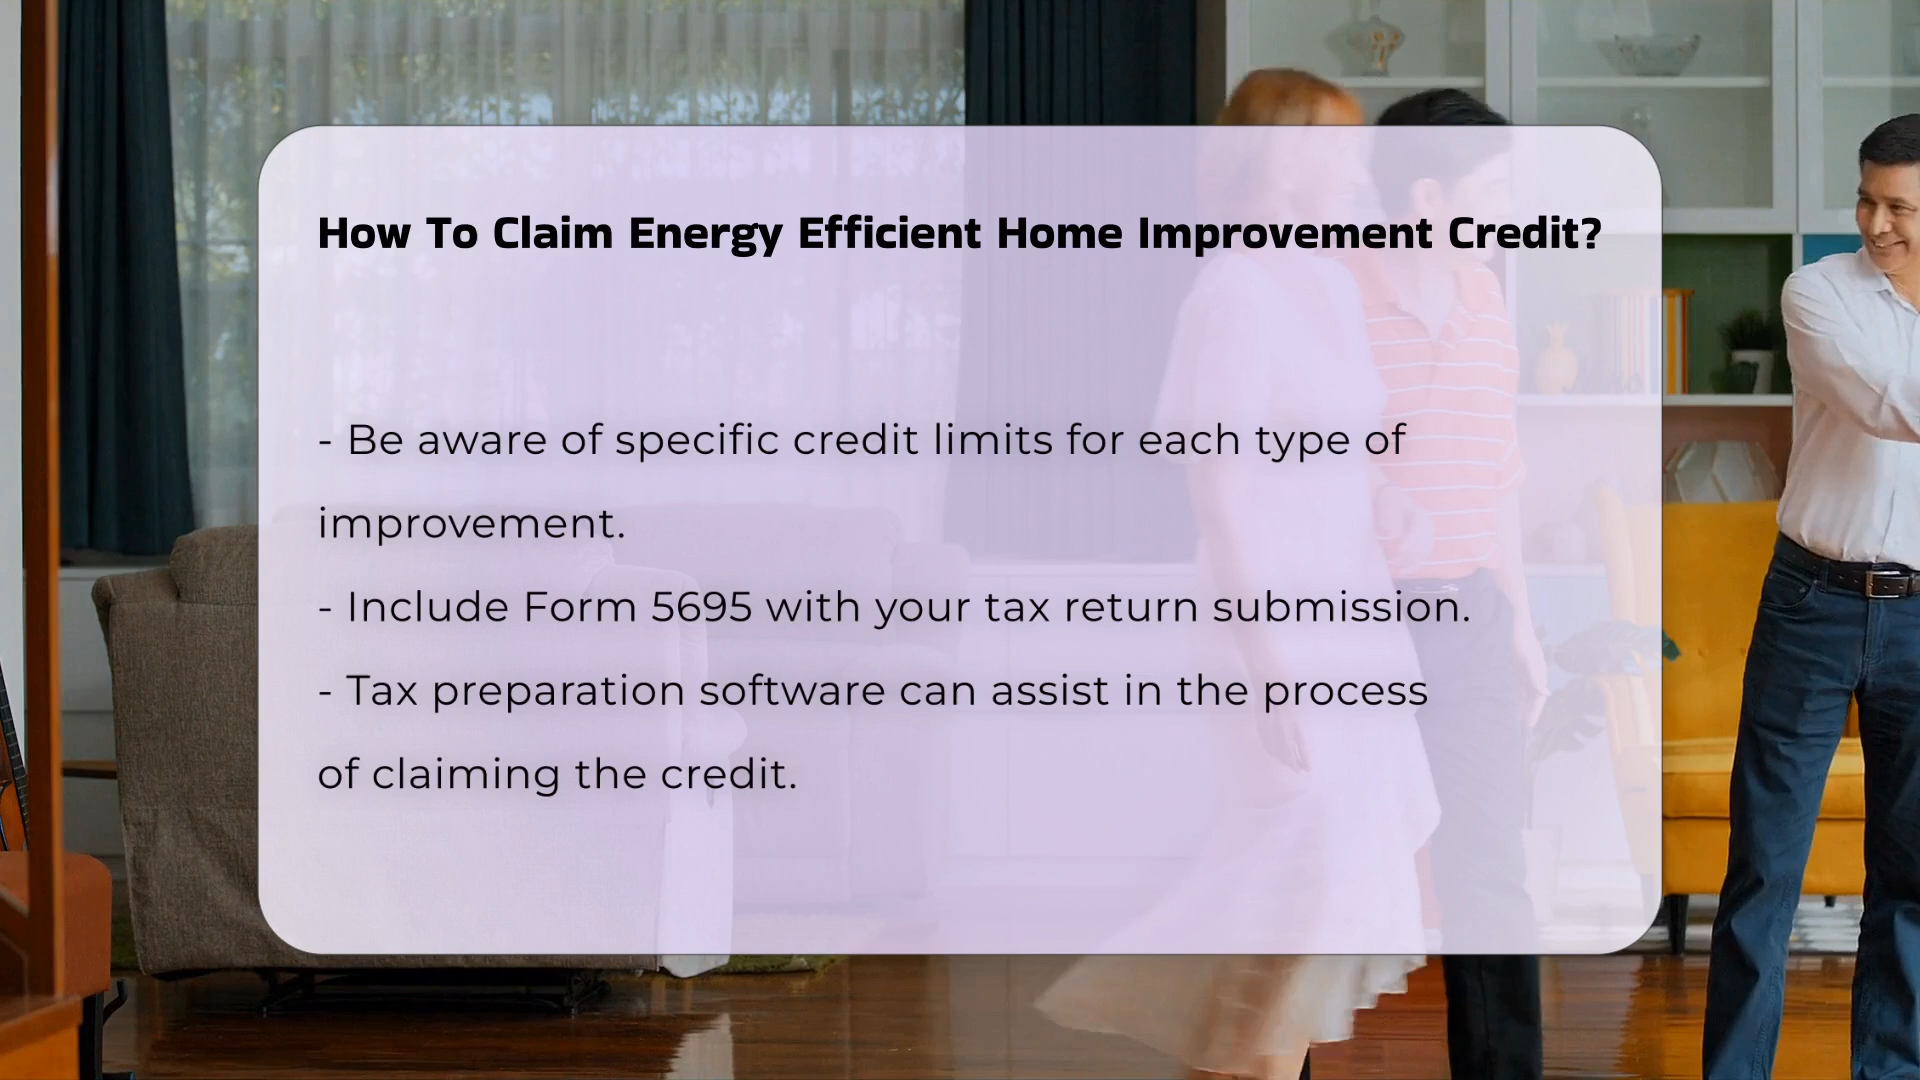 How To Claim Energy Efficient Home Improvement Credit?
- Be aware of specific credit limits for each type of
improvement.
- Include Form 5695 with your tax return submission.
- Tax preparation software can assist in the process
of claiming the credit.